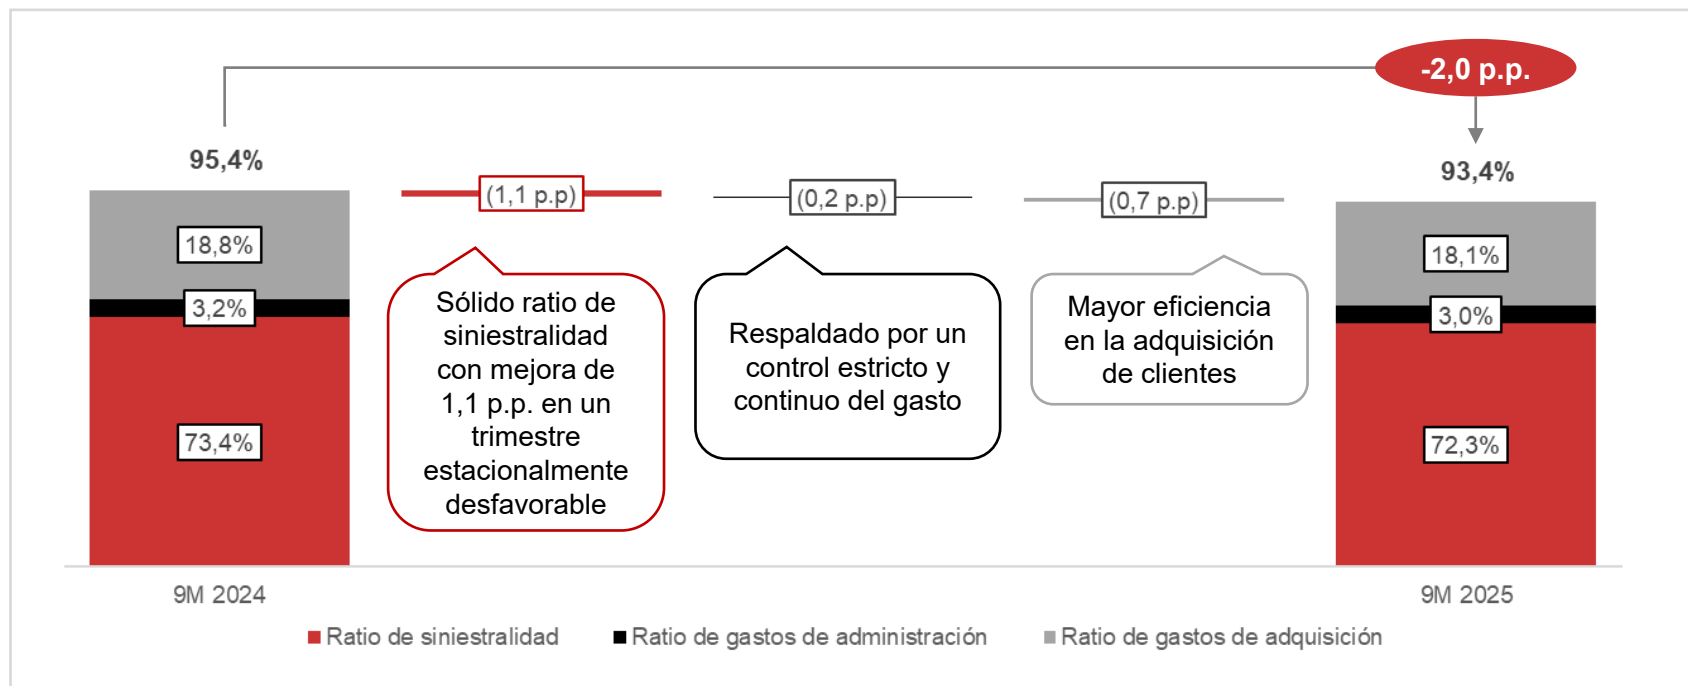 -2,0 p.p.
95,4%
93,4%
(1,1 p.p)
(0,2 p.p)
(0,7 p.p)
18,8%
3,2%
73,4%
Sólido ratio de
siniestralidad
con mejora de
1,1 p.p. en un
trimestre
estacionalmente
desfavorable
Respaldado por un
control estricto y
continuo del gasto
Mayor eficiencia
en la adquisición
de clientes
18,1%
3,0%
72,3%
9M 2024
9M 2025
Ratio de siniestralidad
Ratio de gastos de administración
Ratio de gastos de adquisición